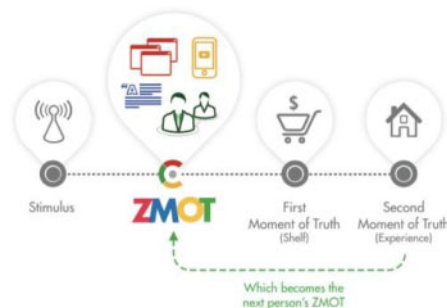 "A
$
Stimulus
ZMOT
First
Moment of Truth
(Shelf)
Second
Moment of Truth
(Experience)
Which becomes the
next person's ZMOT